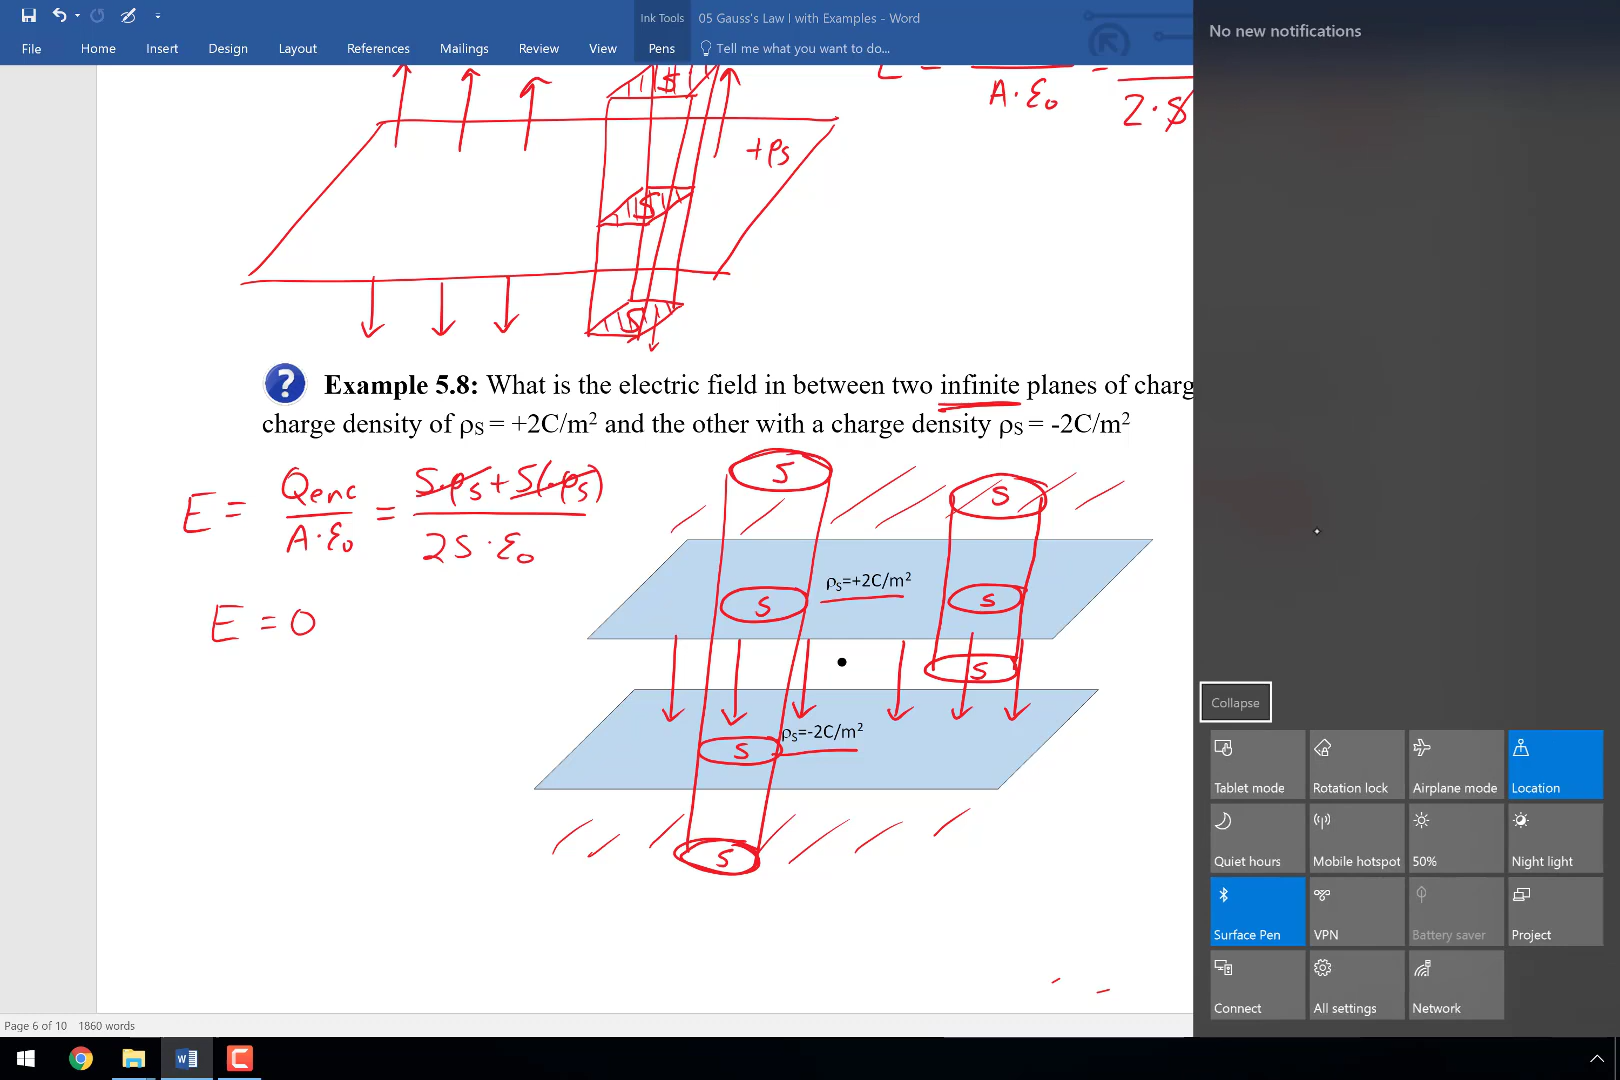 Ink Tools
05 Gauss's Law I with Examples - Word
No new notifications
File Home Insert Design Layout References Mailings Review View Pens Tell me what you want to do...
S
A·ε₀
2·S
+ρs
S
S
Example 5.8: What is the electric field in between two infinite planes of charg
charge density of ρS = +2C/m² and the other with a charge density ρS = -2C/m²
E = Qenc / A·ε₀ = S·ρs + S(-ρs) / 2S·ε₀
S
S
ρS=+2C/m²
S
S
E = 0
S
ρS=-2C/m²
S
S
Collapse
Tablet mode
Rotation lock
Airplane mode
Location
Quiet hours
Mobile hotspot
50%
Night light
Surface Pen
VPN
Battery saver
Project
Connect
All settings
Network
Page 6 of 10 1860 words